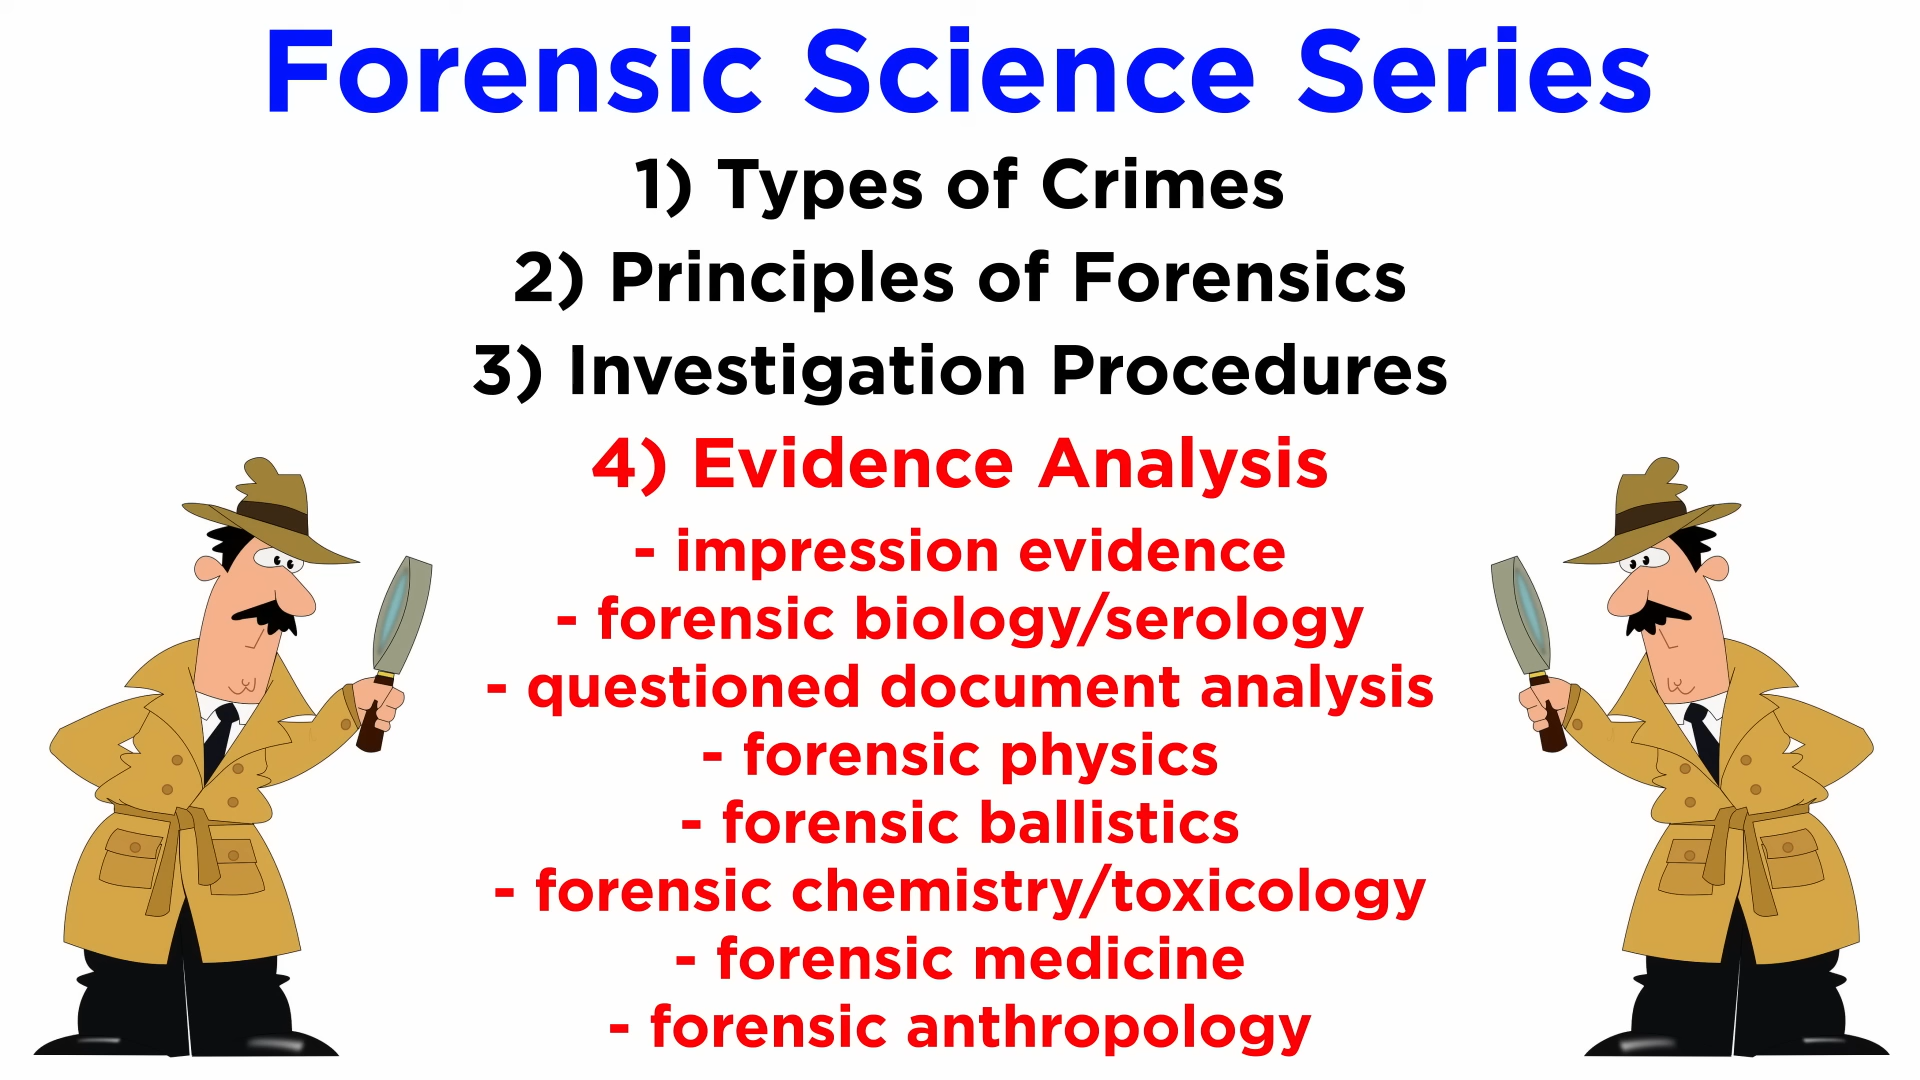 Forensic Science Series
1) Types of Crimes
2) Principles of Forensics
3) Investigation Procedures
4) Evidence Analysis
- impression evidence
- forensic biology/serology
- questioned document analysis
- forensic physics
- forensic ballistics
- forensic chemistry/toxicology
- forensic medicine
- forensic anthropology